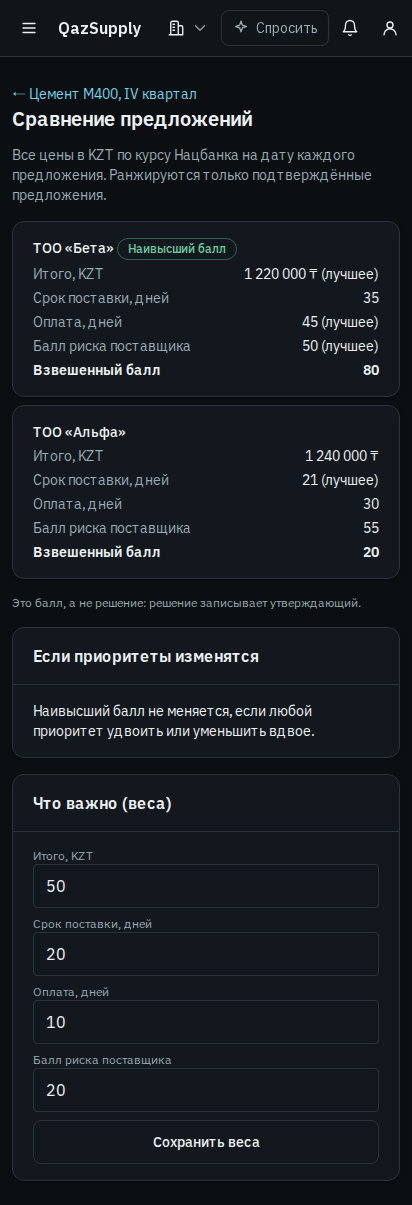 QazSupply
Спросить
← Цемент М400, IV квартал
Сравнение предложений
Все цены в KZT по курсу Нацбанка на дату каждого
предложения. Ранжируются только подтверждённые
предложения.
ТОО «Бета» Наивысший балл
Итого, KZT 1 220 000 ₸ (лучшее)
Срок поставки, дней 35
Оплата, дней 45 (лучшее)
Балл риска поставщика 50 (лучшее)
Взвешенный балл 80
ТОО «Альфа»
Итого, KZT 1 240 000 ₸
Срок поставки, дней 21 (лучшее)
Оплата, дней 30
Балл риска поставщика 55
Взвешенный балл 20
Это балл, а не решение: решение записывает утверждающий.
Если приоритеты изменятся
Наивысший балл не меняется, если любой
приоритет удвоить или уменьшить вдвое.
Что важно (веса)
Итого, KZT
50
Срок поставки, дней
20
Оплата, дней
10
Балл риска поставщика
20
Сохранить веса